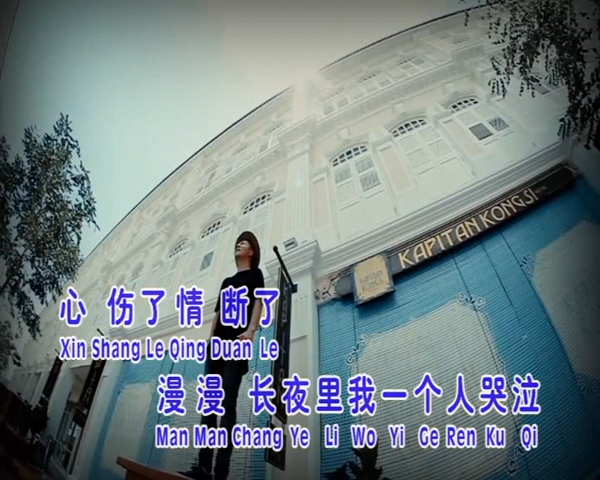 KAPITAN KONGSI
心 伤了情 断了
Xin Shang Le Qing Duan Le
漫漫 长夜里我一个人哭泣
Man Man Chang Ye Li Wo Yi Ge Ren Ku Qi